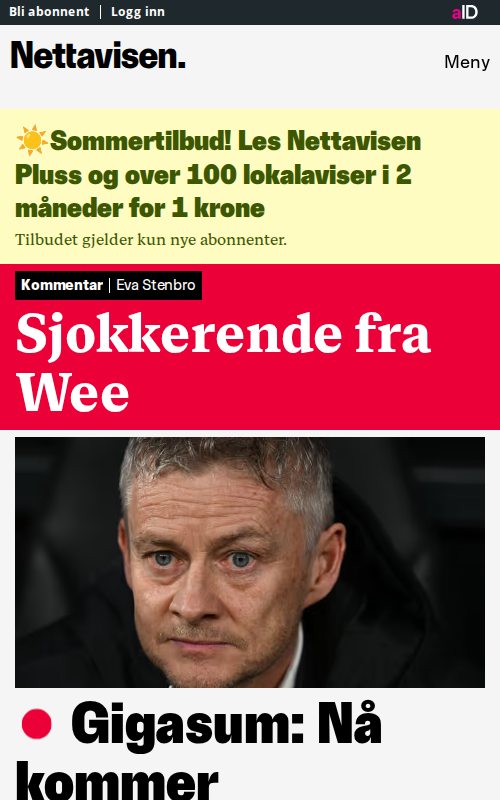 Bli abonnent | Logg inn
aID
Nettavisen.
Meny
☀️Sommertilbud! Les Nettavisen
Pluss og over 100 lokalaviser i 2
måneder for 1 krone
Tilbudet gjelder kun nye abonnenter.
Kommentar | Eva Stenbro
Sjokkerende fra
Wee
Gigasum: Nå
kommer